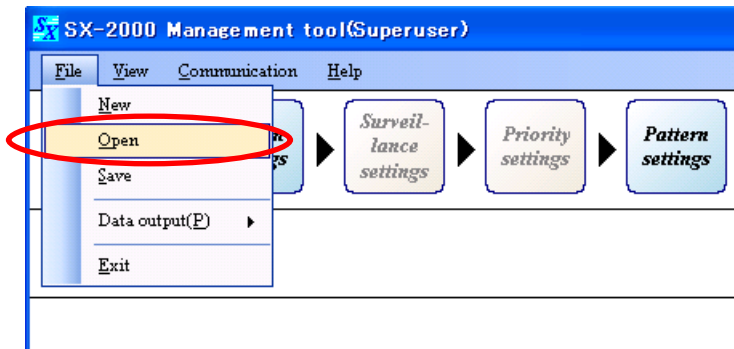 SX SX-2000 Management tool(Superuser)
File View Communication Help
New
Open
Save
Data output(P)
Exit
Surveil-
lance
settings
Priority
settings
Pattern
settings